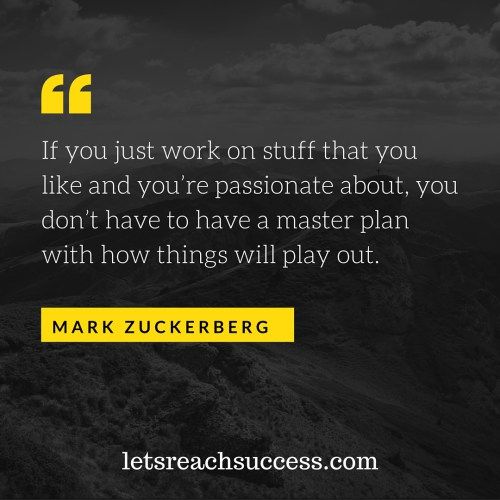 If you just work on stuff that you
like and you’re passionate about, you
don’t have to have a master plan
with how things will play out.
MARK ZUCKERBERG
letsreachsuccess.com